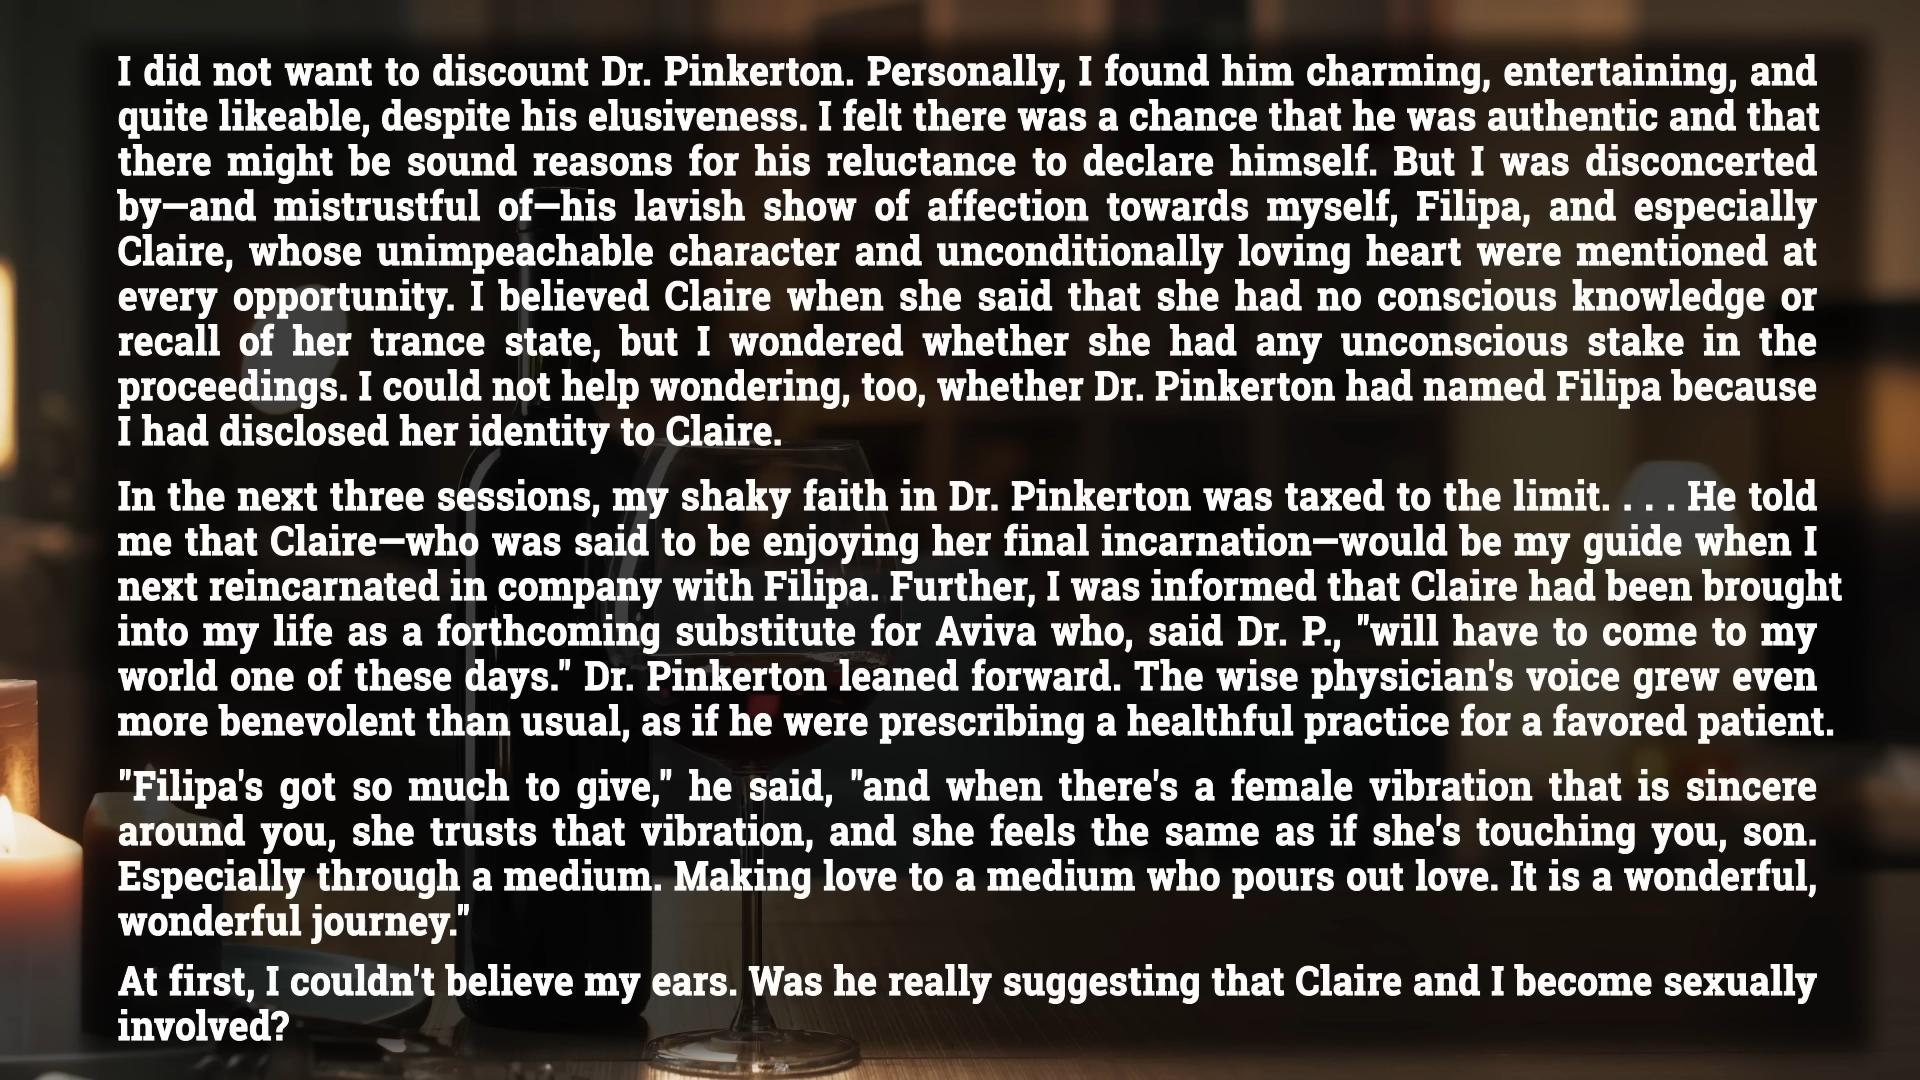 I did not want to discount Dr. Pinkerton. Personally, I found him charming, entertaining, and
quite likeable, despite his elusiveness. I felt there was a chance that he was authentic and that
there might be sound reasons for his reluctance to declare himself. But I was disconcerted
by—and mistrustful of—his lavish show of affection towards myself, Filipa, and especially
Claire, whose unimpeachable character and unconditionally loving heart were mentioned at
every opportunity. I believed Claire when she said that she had no conscious knowledge or
recall of her trance state, but I wondered whether she had any unconscious stake in the
proceedings. I could not help wondering, too, whether Dr. Pinkerton had named Filipa because
I had disclosed her identity to Claire.
In the next three sessions, my shaky faith in Dr. Pinkerton was taxed to the limit. . . . He told
me that Claire—who was said to be enjoying her final incarnation—would be my guide when I
next reincarnated in company with Filipa. Further, I was informed that Claire had been brought
into my life as a forthcoming substitute for Aviva who, said Dr. P., "will have to come to my
world one of these days." Dr. Pinkerton leaned forward. The wise physician's voice grew even
more benevolent than usual, as if he were prescribing a healthful practice for a favored patient.
"Filipa's got so much to give," he said, "and when there's a female vibration that is sincere
around you, she trusts that vibration, and she feels the same as if she's touching you, son.
Especially through a medium. Making love to a medium who pours out love. It is a wonderful,
wonderful journey."
At first, I couldn't believe my ears. Was he really suggesting that Claire and I become sexually
involved?